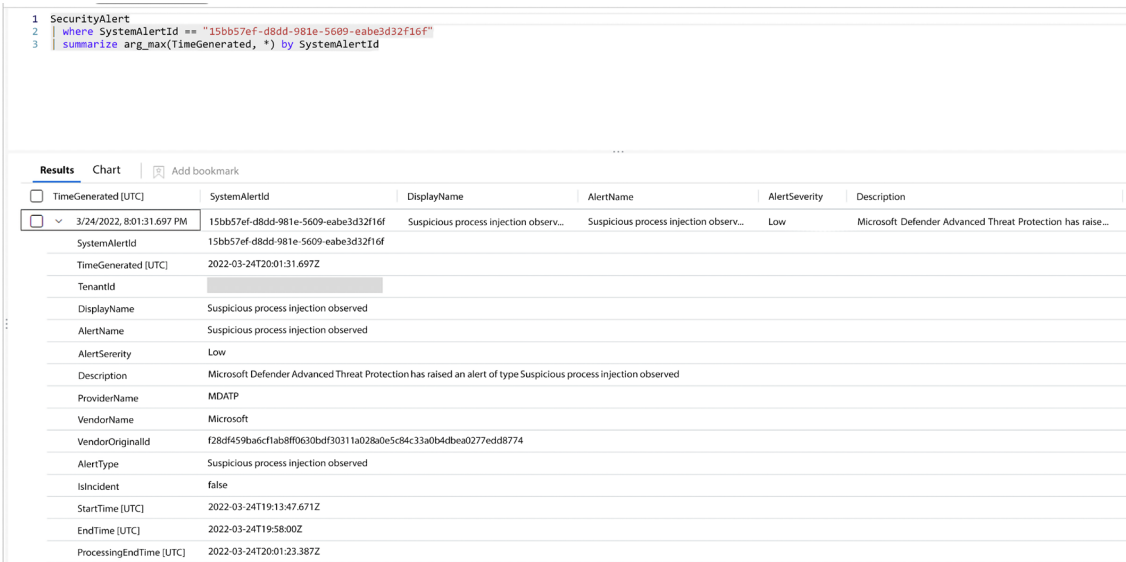 1 SecurityAlert
2 | where SystemAlertId == "15bb57ef-d8dd-981e-5609-eabe3d32f16f"
3 | summarize arg_max(TimeGenerated, *) by SystemAlertId
...
Results Chart Add bookmark
TimeGenerated [UTC] SystemAlertId DisplayName AlertName AlertSeverity Description
3/24/2022, 8:01:31.697 PM 15bb57ef-d8dd-981e-5609-eabe3d32f16f Suspicious process injection observ... Suspicious process injection observ... Low Microsoft Defender Advanced Threat Protection has raise...
SystemAlertId 15bb57ef-d8dd-981e-5609-eabe3d32f16f
TimeGenerated [UTC] 2022-03-24T20:01:31.697Z
TenantId
DisplayName Suspicious process injection observed
AlertName Suspicious process injection observed
AlertSererity Low
Description Microsoft Defender Advanced Threat Protection has raised an alert of type Suspicious process injection observed
ProviderName MDATP
VendorName Microsoft
VendorOriginalId f28df459ba6cf1ab8ff0630bdf30311a028a0e5c84c33a0b4dbea0277edd8774
AlertType Suspicious process injection observed
IsIncident false
StartTime [UTC] 2022-03-24T19:13:47.671Z
EndTime [UTC] 2022-03-24T19:58:00Z
ProcessingEndTime [UTC] 2022-03-24T20:01:23.387Z